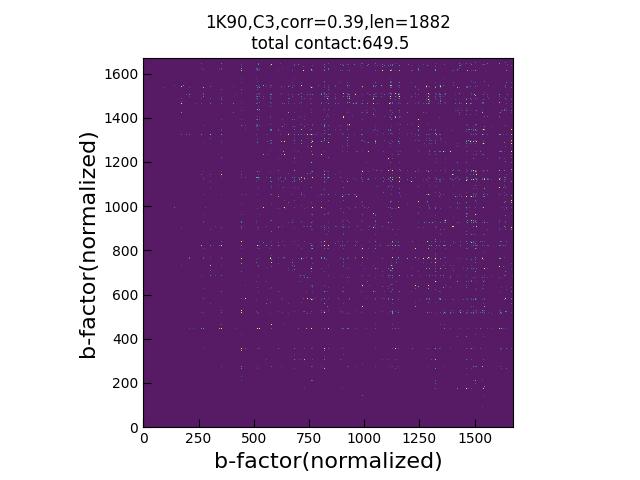 1K90,C3,corr=0.39,len=1882
total contact:649.5
b-factor(normalized)
1600
1400
1200
1000
800
600
400
200
0
0 250 500 750 1000 1250 1500
b-factor(normalized)